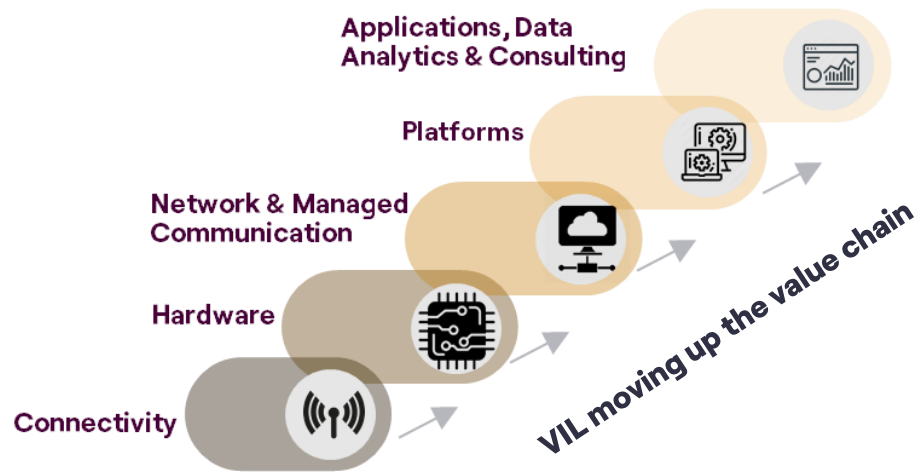 Applications, Data
Analytics & Consulting
Platforms
Network & Managed
Communication
Hardware
Connectivity
VIL moving up the value chain